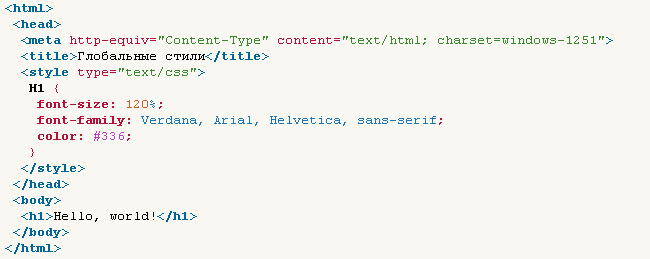 <html>
<head>
<meta http-equiv="Content-Type" content="text/html; charset=windows-1251">
<title>Глобальные стили</title>
<style type="text/css">
H1 {
font-size: 120%;
font-family: Verdana, Arial, Helvetica, sans-serif;
color: #336;
}
</style>
</head>
<body>
<h1>Hello, world!</h1>
</body>
</html>